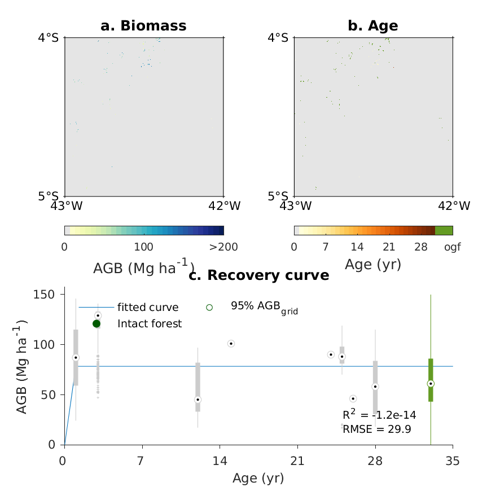 a. Biomass
b. Age
4°S
4°S
5°S
5°S
43°W
42°W
43°W
42°W
0
100
>200
0
7
14
21
28
ogf
AGB (Mg ha-1)
Age (yr)
c. Recovery curve
150
100
50
0
AGB (Mg ha-1)
fitted curve
95% AGBgrid
Intact forest
R2 = -1.2e-14
RMSE = 29.9
0
7
14
21
28
35
Age (yr)